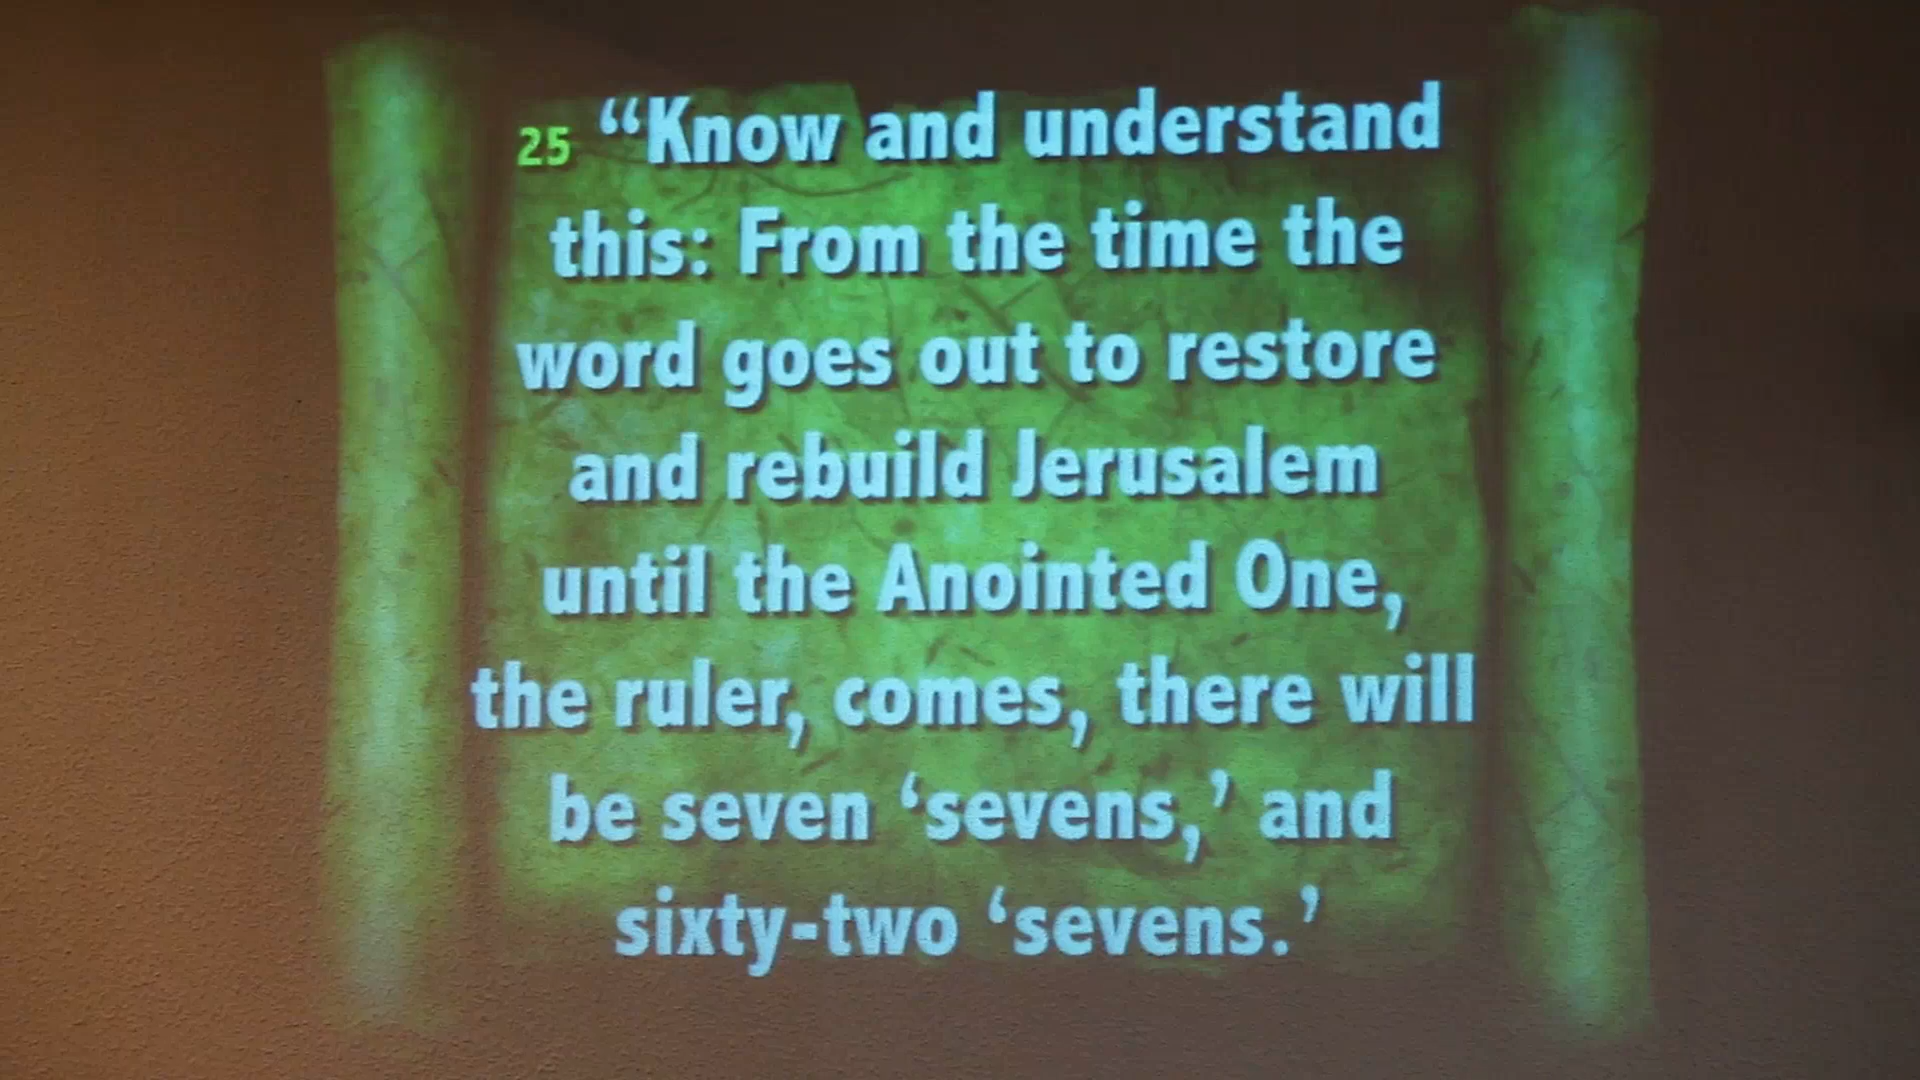 25 “Know and understand
this: From the time the
word goes out to restore
and rebuild Jerusalem
until the Anointed One,
the ruler, comes, there will
be seven ‘sevens,’ and
sixty-two ‘sevens.’